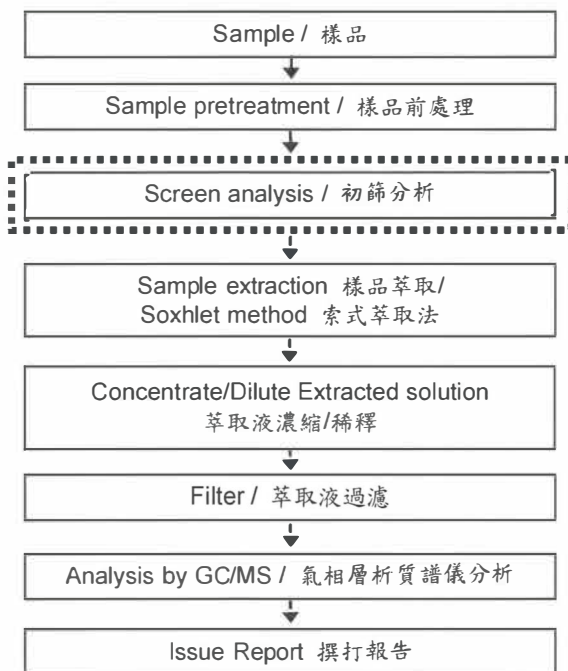 Sample / 樣品
Sample pretreatment / 樣品前處理
Screen analysis / 初篩分析
Sample extraction 樣品萃取/
Soxhlet method 索式萃取法
Concentrate/Dilute Extracted solution
萃取液濃縮/稀釋
Filter / 萃取液過濾
Analysis by GC/MS / 氣相層析質譜儀分析
Issue Report 撰打報告